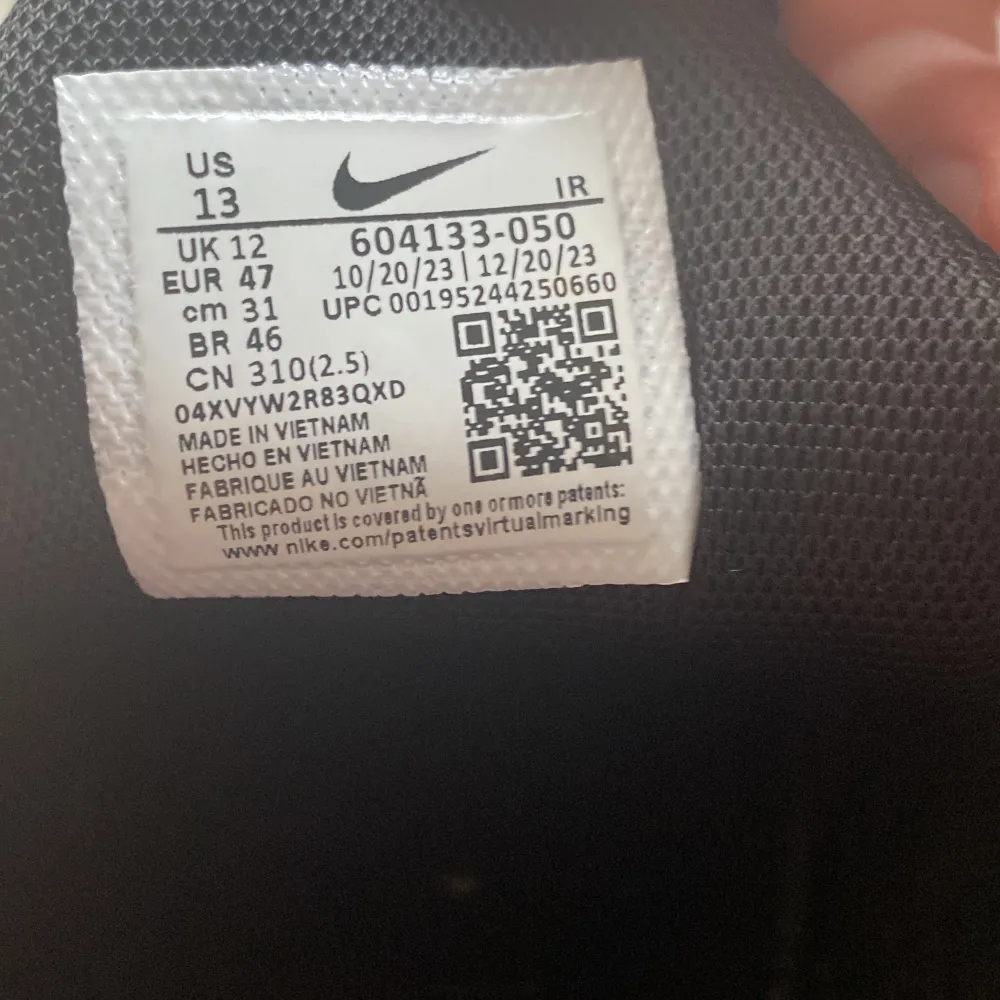 US
13
IR
UK 12
EUR 47
cm 31
BR 46
CN 310(2.5)
604133-050
10/20/23 | 12/20/23
UPC 00195244250660
04XVYW2R83QXD
MADE IN VIETNAM
HECHO EN VIETNAM
FABRIQUE AU VIETNAM
FABRICADO NO VIETNÃ
This product is covered by one or more patents:
www nike.com/patentsvirtualmarking